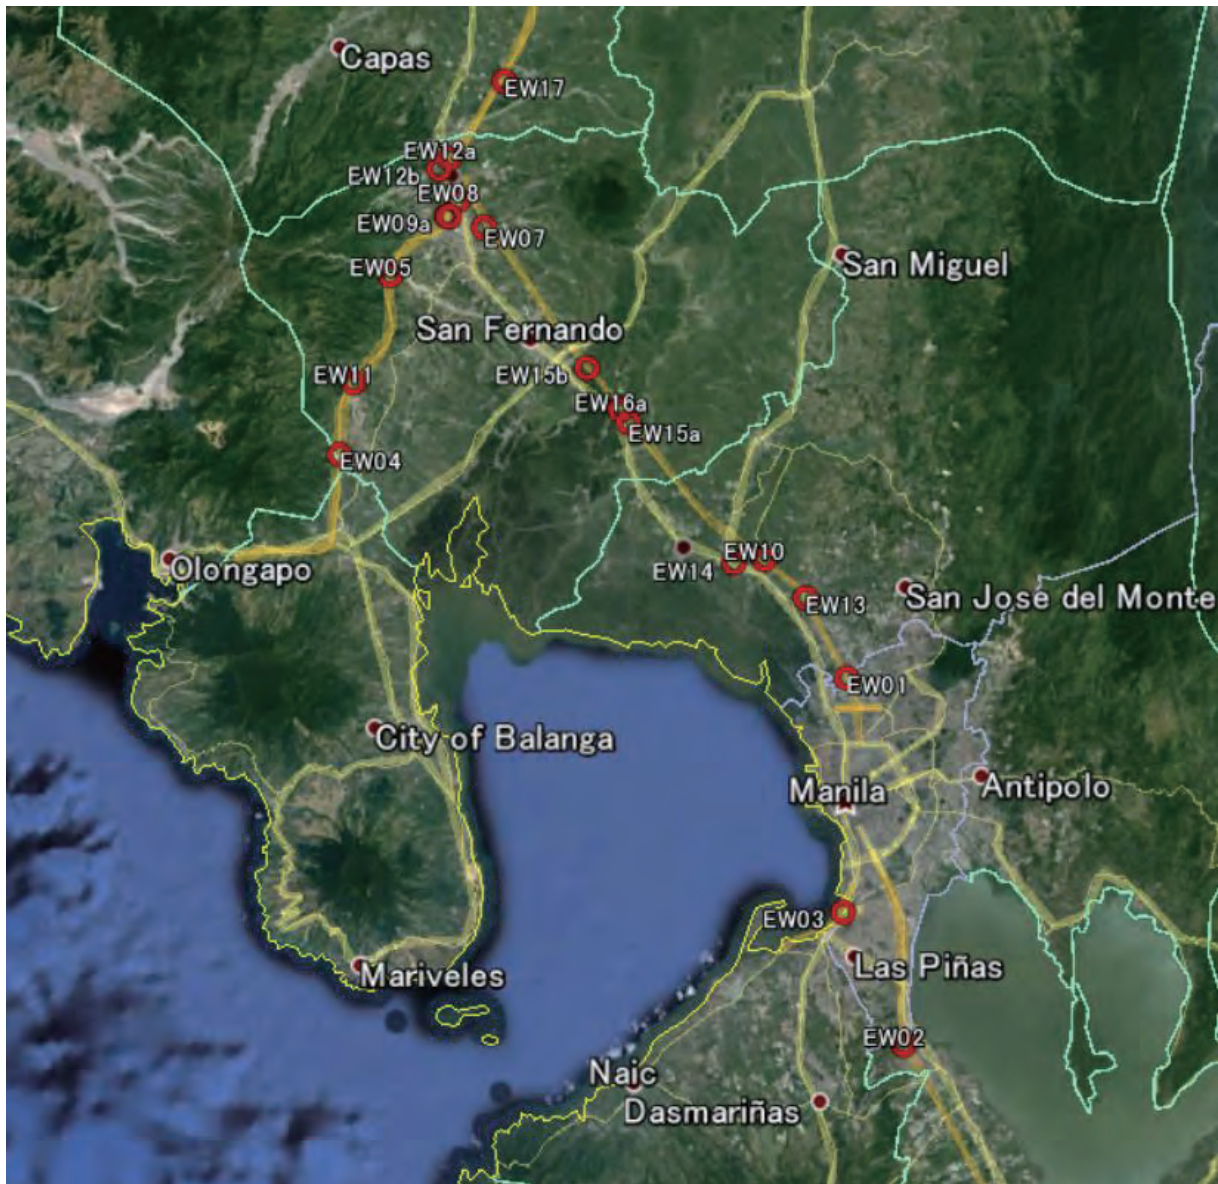 Capas
EW17
EW12a
EW12b
EW08
EW09a
EW07
EW05
San Miguel
San Fernando
EW11
EW15b
EW16a
EW15a
EW04
EW10
EW14
Olongapo
EW13
San José del Monte
EW01
City of Balanga
Manila
Antipolo
EW03
Mariveles
Las Piñas
EW02
Naic
Dasmariñas